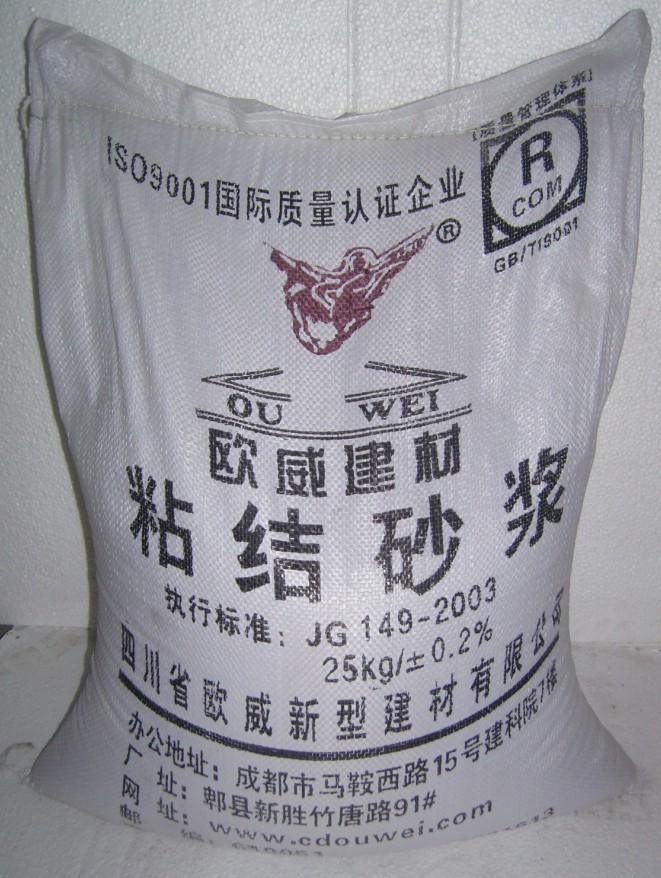 质量管理体系
R
COM
GB/T19001
ISO9001国际质量认证企业
®
OU WEI
欧威建材
粘结砂浆
执行标准：JG 149-2003
25kg/±0.2%
四川省欧威新型建材有限公司
办公地址：成都市马鞍西路15号建科院7楼
厂 址：郫县新胜竹唐路91#
网 址：www.cdouwei.com
邮 编：